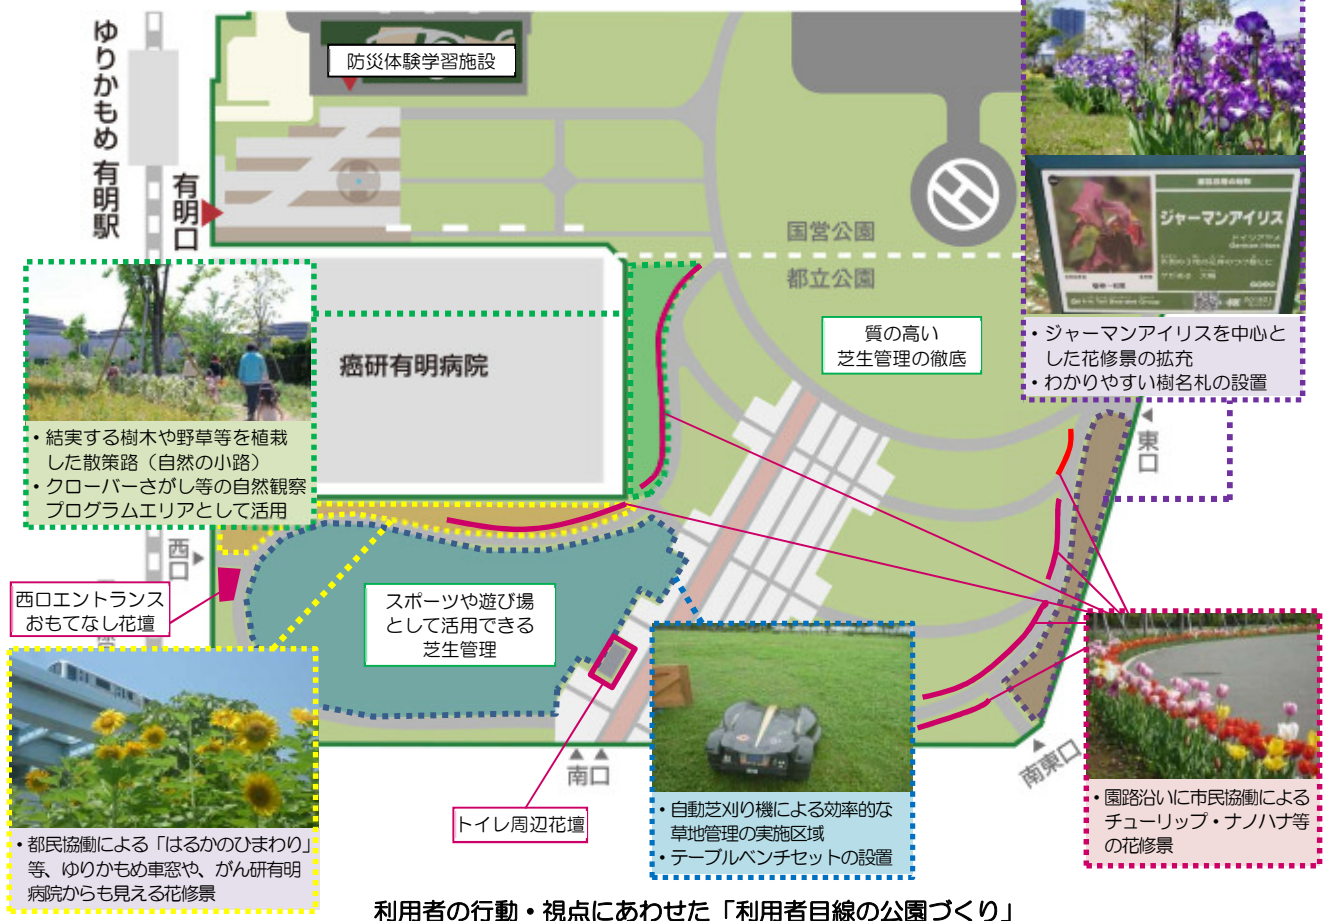 防災体験学習施設
ゆりかもめ 有明駅
有明口
国営公園
都立公園
ジャーマンアイリス
・ジャーマンアイリスを中心と
した花修景の拡充
・わかりやすい樹名札の設置
質の高い
芝生管理の徹底
癌研有明病院
東口
・結実する樹木や野草等を植栽
した散策路（自然の小路）
・クローバーさがし等の自然観察
プログラムエリアとして活用
西口
西口エントランス
おもてなし花壇
スポーツや遊び場
として活用できる
芝生管理
南口
南東口
トイレ周辺花壇
・自動芝刈り機による効率的な
草地管理の実施区域
・テーブルベンチセットの設置
・園路沿いに市民協働による
チューリップ・ナノハナ等
の花修景
・都民協働による「はるかのひまわり」
等、ゆりかもめ車窓や、がん研有明
病院からも見える花修景
利用者の行動・視点にあわせた「利用者目線の公園づくり」